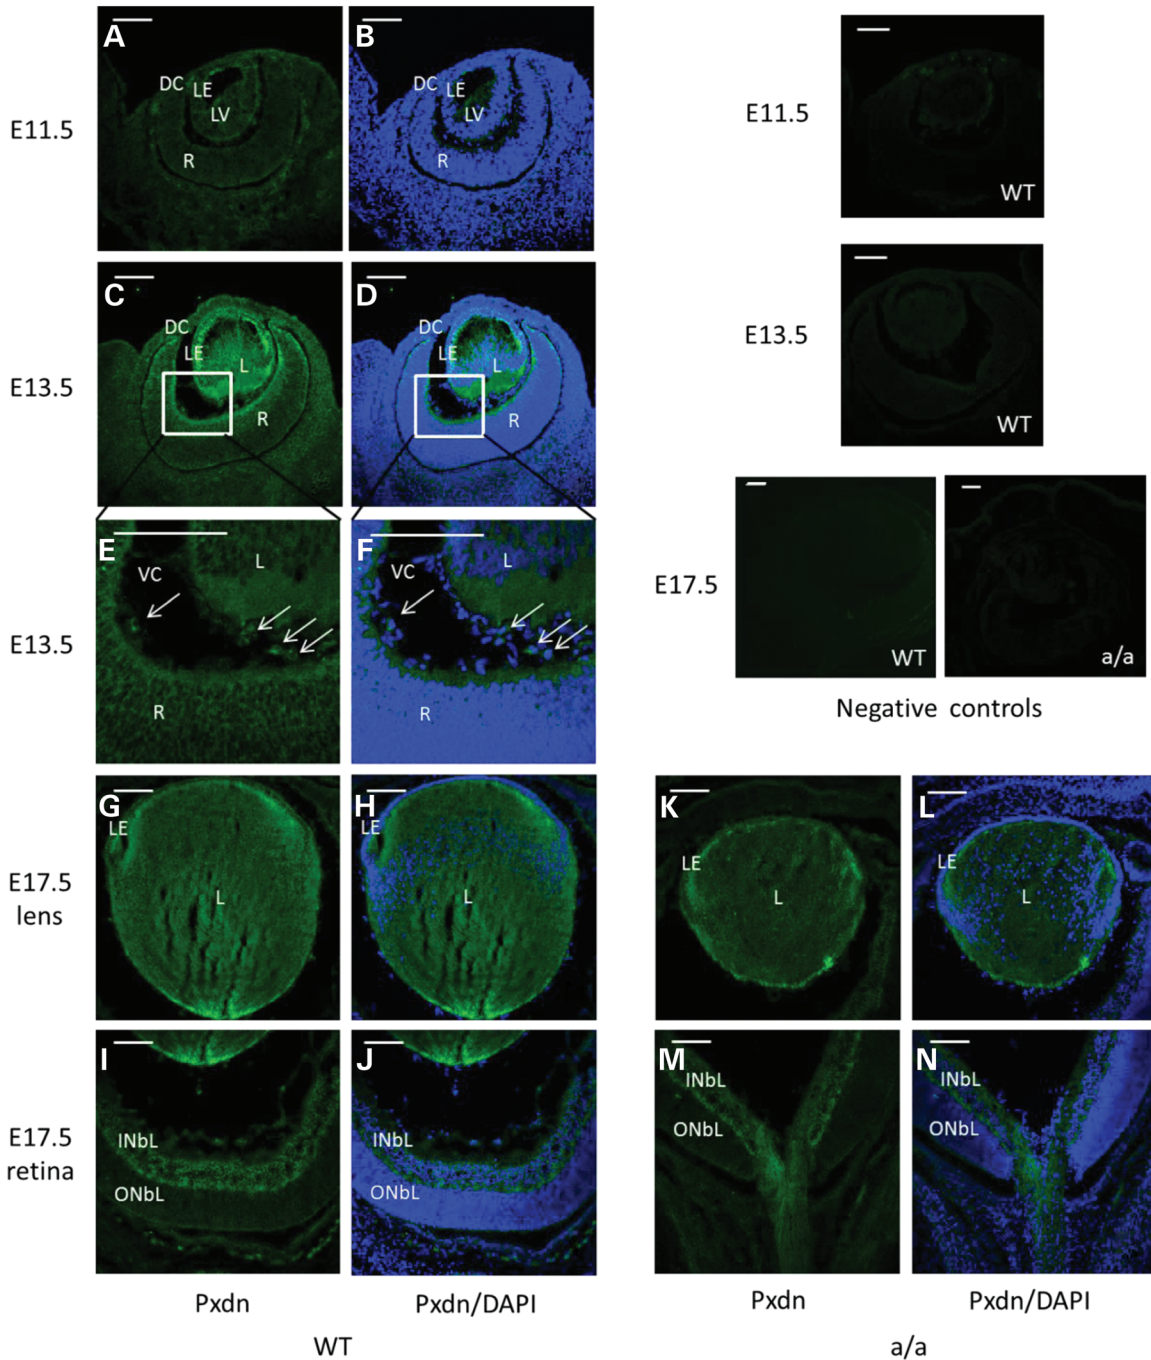 A
DC
LE
LV
R
B
DC
LE
LV
R
E11.5
C
DC
LE
L
R
D
DC
LE
L
R
E13.5
E
VC
L
R
F
VC
L
R
E13.5
G
LE
L
H
LE
L
E17.5
lens
I
INbL
ONbL
J
INbL
ONbL
E17.5
retina
Pxdn
Pxdn/DAPI
WT
E11.5
WT
E13.5
WT
E17.5
WT
a/a
Negative controls
K
LE
L
L
LE
L
M
INbL
ONbL
N
INbL
ONbL
Pxdn
Pxdn/DAPI
a/a